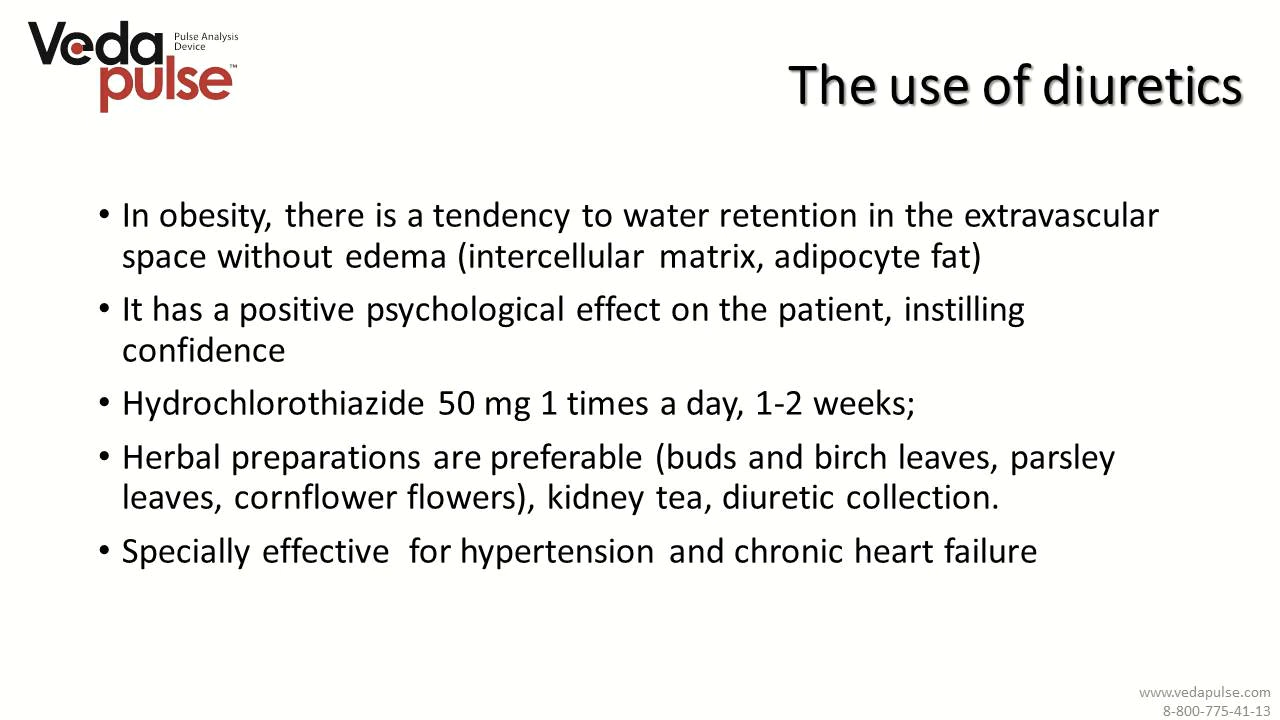 Veda
pulse™
Pulse Analysis
Device
The use of diuretics
• In obesity, there is a tendency to water retention in the extravascular
space without edema (intercellular matrix, adipocyte fat)
• It has a positive psychological effect on the patient, instilling
confidence
• Hydrochlorothiazide 50 mg 1 times a day, 1-2 weeks;
• Herbal preparations are preferable (buds and birch leaves, parsley
leaves, cornflower flowers), kidney tea, diuretic collection.
• Specially effective for hypertension and chronic heart failure
www.vedapulse.com
8-800-775-41-13